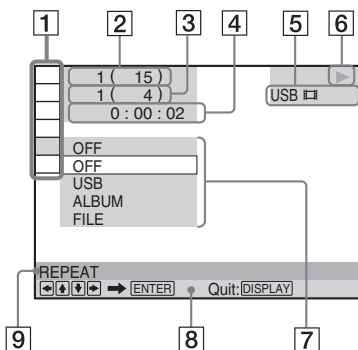 1 2 3 4 5 6
1 ( 15)
1 ( 4) USB
0 : 00 : 02
OFF
OFF
USB
ALBUM
FILE
REPEAT
ENTER Quit: DISPLAY
9 8 7